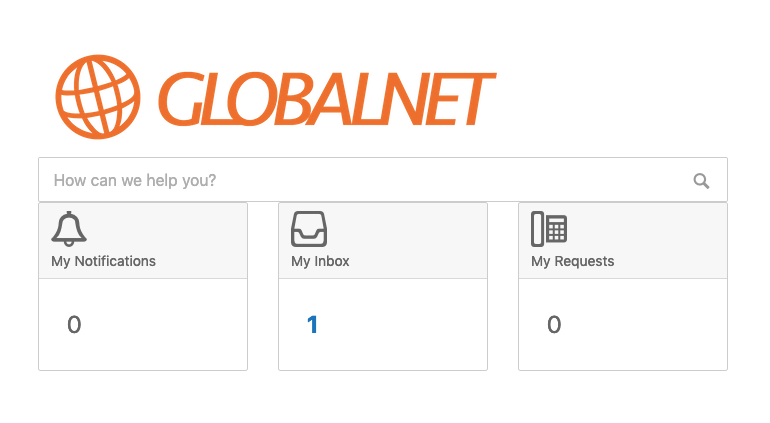 GLOBALNET
How can we help you?
My Notifications
My Inbox
My Requests
0
1
0